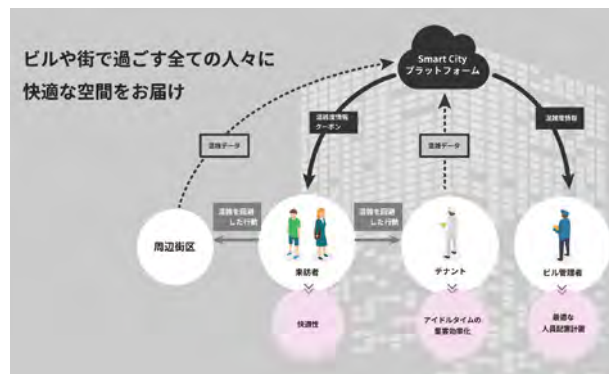 ビルや街で過ごす全ての人々に
快適な空間をお届け
Smart City
プラットフォーム
混雑度情報
クーポン
混雑度情報
混雑データ
混雑データ
混雑を回避
した行動
混雑を回避
した行動
周辺街区
来訪者
テナント
ビル管理者
快適性
アイドルタイムの
重要効率化
最適な
人員配置計画